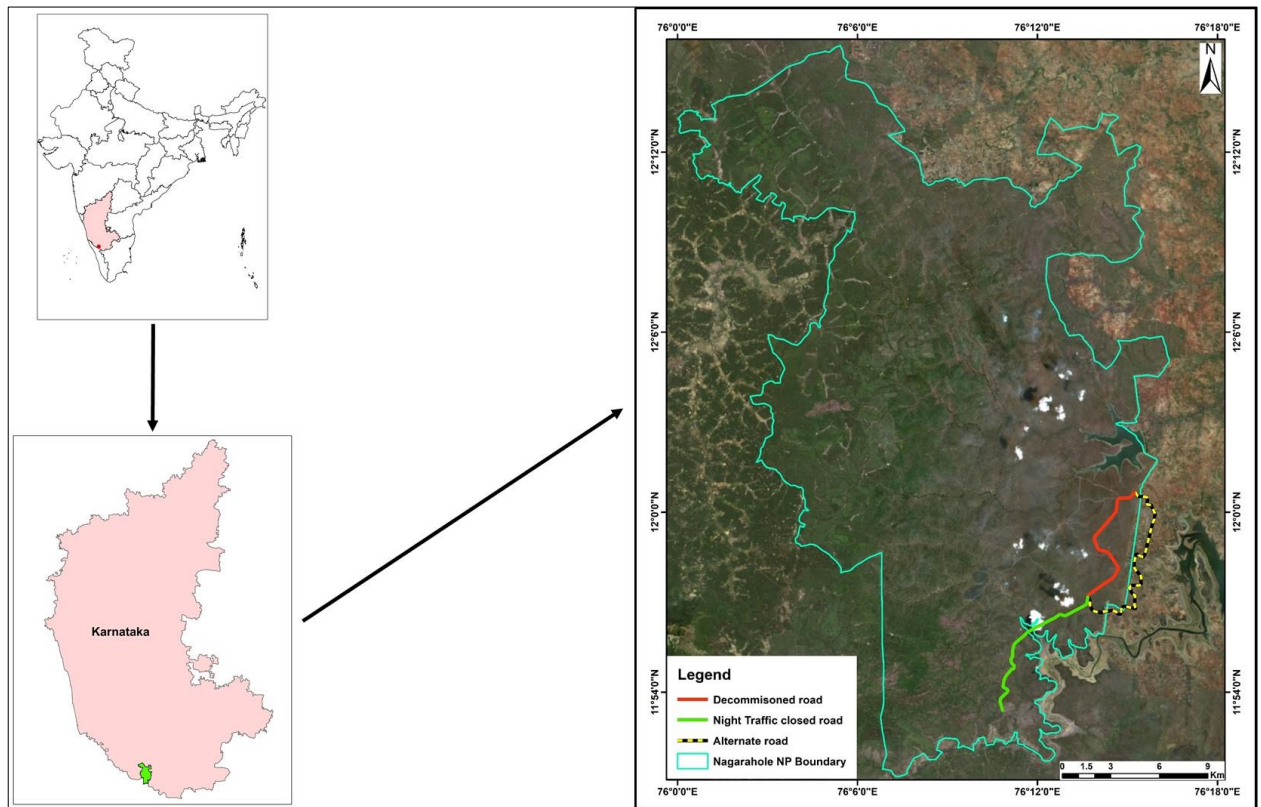 Karnataka
76°0'0"E
76°6'0"E
76°12'0"E
76°18'0"E
N
12°12'0"N
12°12'0"N
12°6'0"N
12°6'0"N
12°0'0"N
12°0'0"N
11°54'0"N
11°54'0"N
Legend
Decommisoned road
Night Traffic closed road
Alternate road
Nagarahole NP Boundary
0 1.5 3 6 9
Km
76°0'0"E
76°6'0"E
76°12'0"E
76°18'0"E